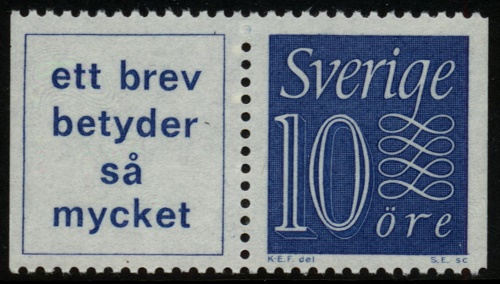 ett brev
betyder
så
mycket
Sverige
10
öre
K·E.F. del
S.E. sc